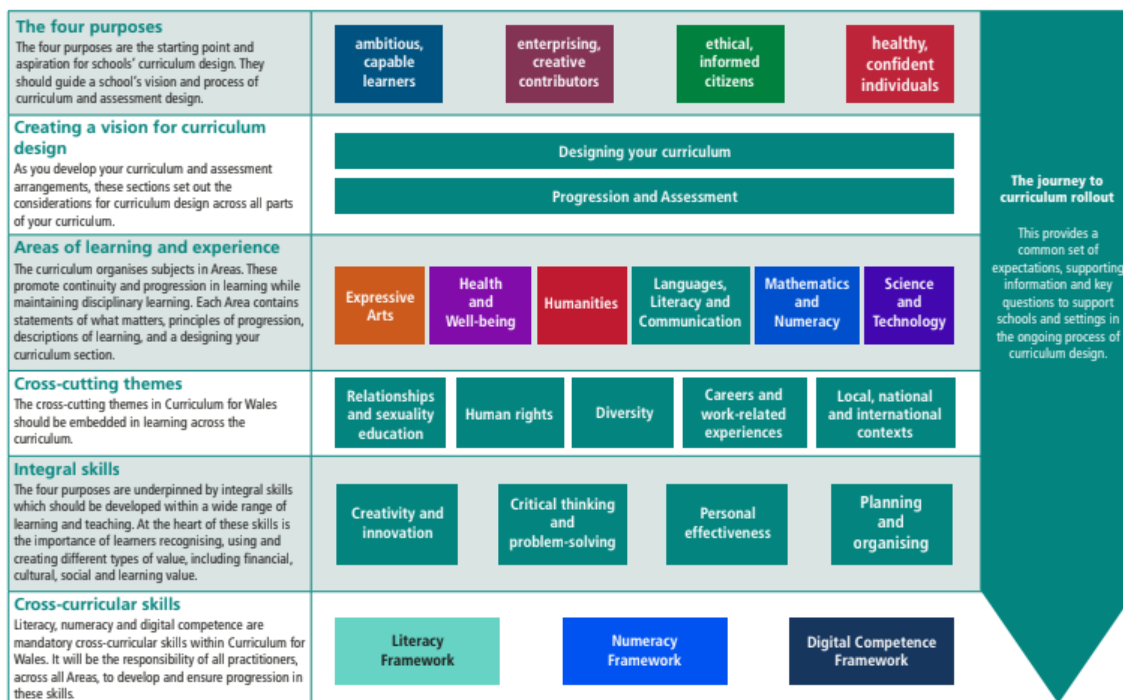 The four purposes
The four purposes are the starting point and
aspiration for schools' curriculum design. They
should guide a school's vision and process of
curriculum and assessment design.
ambitious,
capable
learners
enterprising,
creative
contributors
ethical,
informed
citizens
healthy,
confident
individuals
Creating a vision for curriculum
design
As you develop your curriculum and assessment
arrangements, these sections set out the
considerations for curriculum design across all parts
of your curriculum.
Designing your curriculum
Progression and Assessment
Areas of learning and experience
The curriculum organises subjects in Areas. These
promote continuity and progression in learning while
maintaining disciplinary learning. Each Area contains
statements of what matters, principles of progression,
descriptions of learning, and a designing your
curriculum section.
Expressive
Arts
Health
and
Well-being
Humanities
Languages,
Literacy and
Communication
Mathematics
and
Numeracy
Science
and
Technology
Cross-cutting themes
The cross-cutting themes in Curriculum for Wales
should be embedded in learning across the
curriculum.
Relationships
and sexuality
education
Human rights
Diversity
Careers and
work-related
experiences
Local, national
and international
contexts
Integral skills
The four purposes are underpinned by integral skills
which should be developed within a wide range of
learning and teaching. At the heart of these skills is
the importance of learners recognising, using and
creating different types of value, including financial,
cultural, social and learning value.
Creativity and
innovation
Critical thinking
and
problem-solving
Personal
effectiveness
Planning
and
organising
Cross-curricular skills
Literacy, numeracy and digital competence are
mandatory cross-curricular skills within Curriculum for
Wales. It will be the responsibility of all practitioners,
across all Areas, to develop and ensure progression in
these skills.
Literacy
Framework
Numeracy
Framework
Digital Competence
Framework
The journey to
curriculum rollout
This provides a
common set of
expectations, supporting
information and key
questions to support
schools and settings in
the ongoing process of
curriculum design.